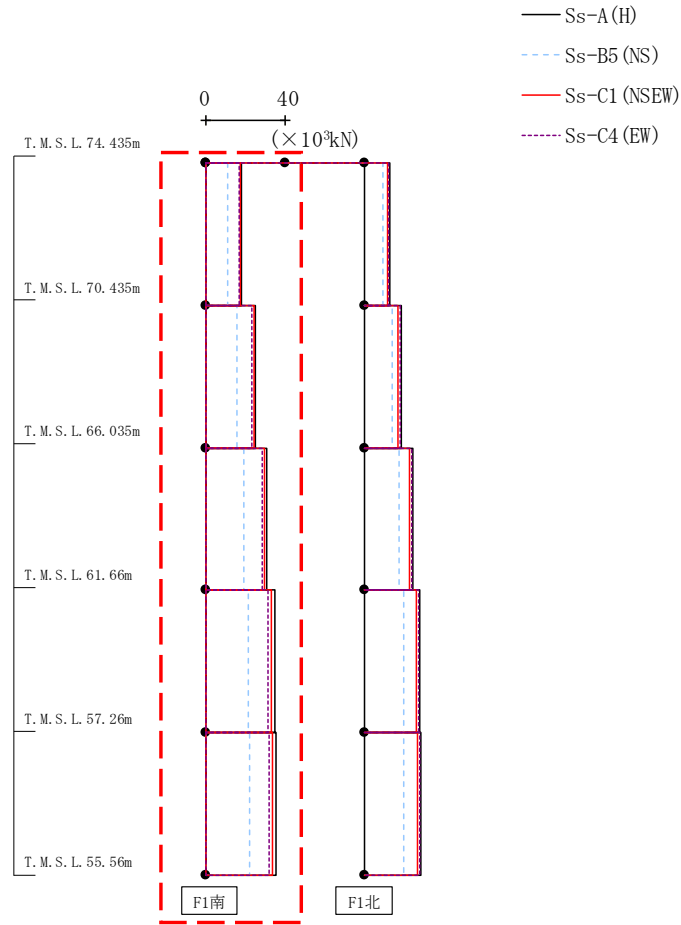 Ss-A(H)
Ss-B5(NS)
Ss-C1(NSEW)
Ss-C4(EW)
0 40
(×10³kN)
T.M.S.L.74.435m
T.M.S.L.70.435m
T.M.S.L.66.035m
T.M.S.L.61.66m
T.M.S.L.57.26m
T.M.S.L.55.56m
F1南 F1北